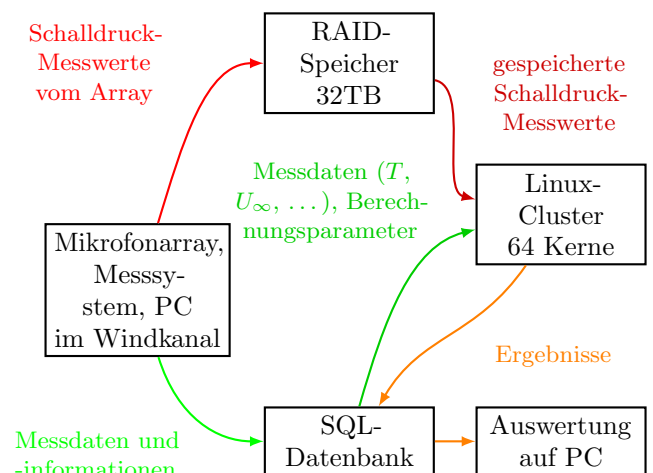 Schalldruck-
Messwerte
vom Array
RAID-
Speicher
32TB
gespeicherte
Schalldruck-
Messwerte
Messdaten (T,
U∞, ...), Berech-
nungsparameter
Linux-
Cluster
64 Kerne
Mikrofonarray,
Messsy-
stem, PC
im Windkanal
Ergebnisse
Messdaten und
-informationen
SQL-
Datenbank
Auswertung
auf PC